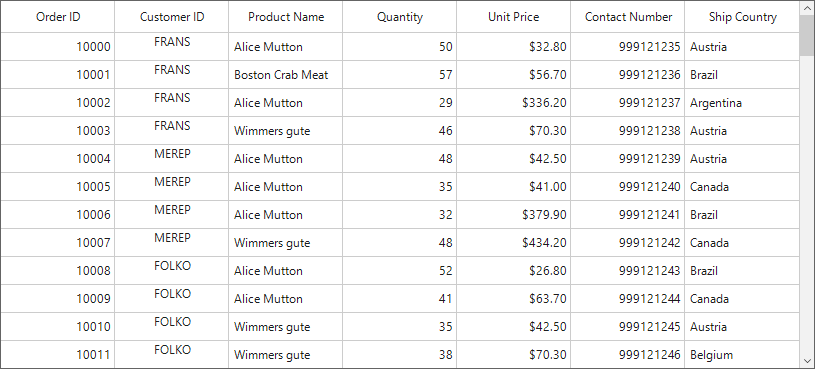 Order ID Customer ID Product Name Quantity Unit Price Contact Number Ship Country
10000 FRANS Alice Mutton 50 $32.80 999121235 Austria
10001 FRANS Boston Crab Meat 57 $56.70 999121236 Brazil
10002 FRANS Alice Mutton 29 $336.20 999121237 Argentina
10003 FRANS Wimmers gute 46 $70.30 999121238 Austria
10004 MEREP Alice Mutton 48 $42.50 999121239 Austria
10005 MEREP Alice Mutton 35 $41.00 999121240 Canada
10006 MEREP Alice Mutton 32 $379.90 999121241 Brazil
10007 MEREP Wimmers gute 48 $434.20 999121242 Canada
10008 FOLKO Alice Mutton 52 $26.80 999121243 Brazil
10009 FOLKO Alice Mutton 41 $63.70 999121244 Canada
10010 FOLKO Wimmers gute 35 $42.50 999121245 Austria
10011 FOLKO Wimmers gute 38 $70.30 999121246 Belgium